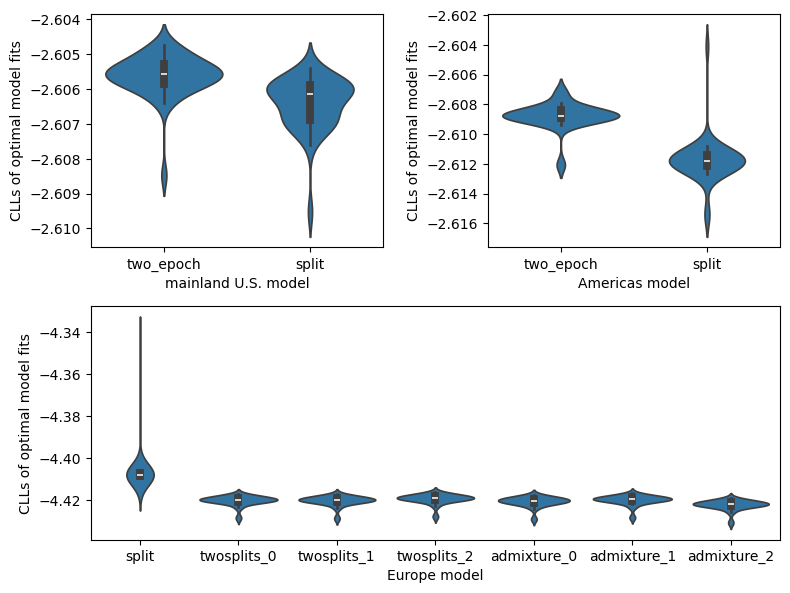 −2.604
−2.605
−2.606
−2.607
−2.608
−2.609
−2.610
CLLs of optimal model fits
two_epoch split
mainland U.S. model
−2.602
−2.604
−2.606
−2.608
−2.610
−2.612
−2.614
−2.616
CLLs of optimal model fits
two_epoch split
Americas model
−4.34
−4.36
−4.38
−4.40
−4.42
CLLs of optimal model fits
split twosplits_0 twosplits_1 twosplits_2 admixture_0 admixture_1 admixture_2
Europe model